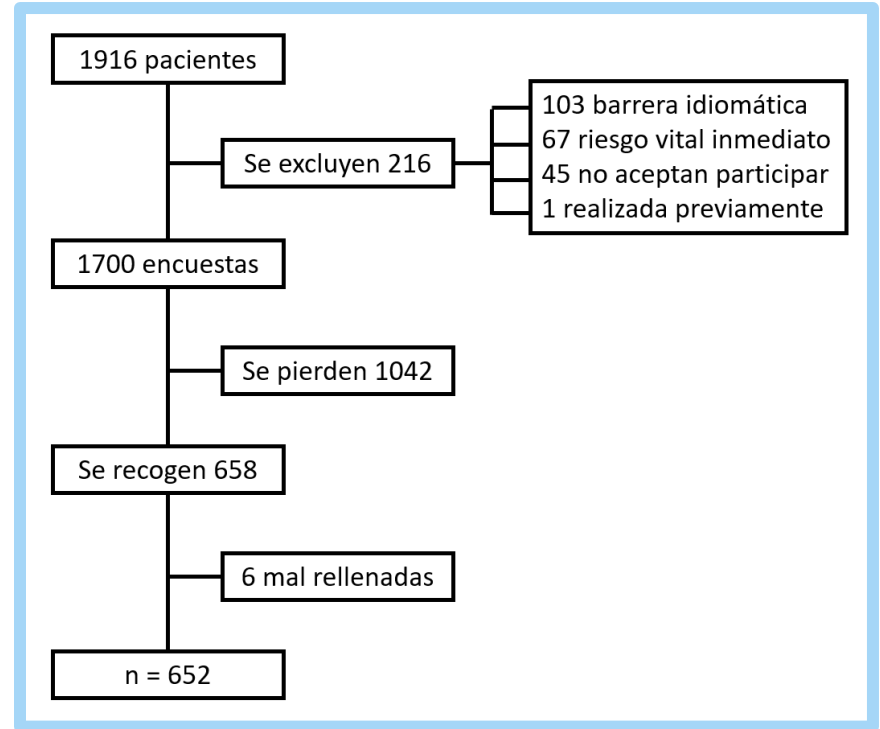 1916 pacientes
Se excluyen 216
103 barrera idiomática
67 riesgo vital inmediato
45 no aceptan participar
1 realizada previamente
1700 encuestas
Se pierden 1042
Se recogen 658
6 mal rellenadas
n = 652